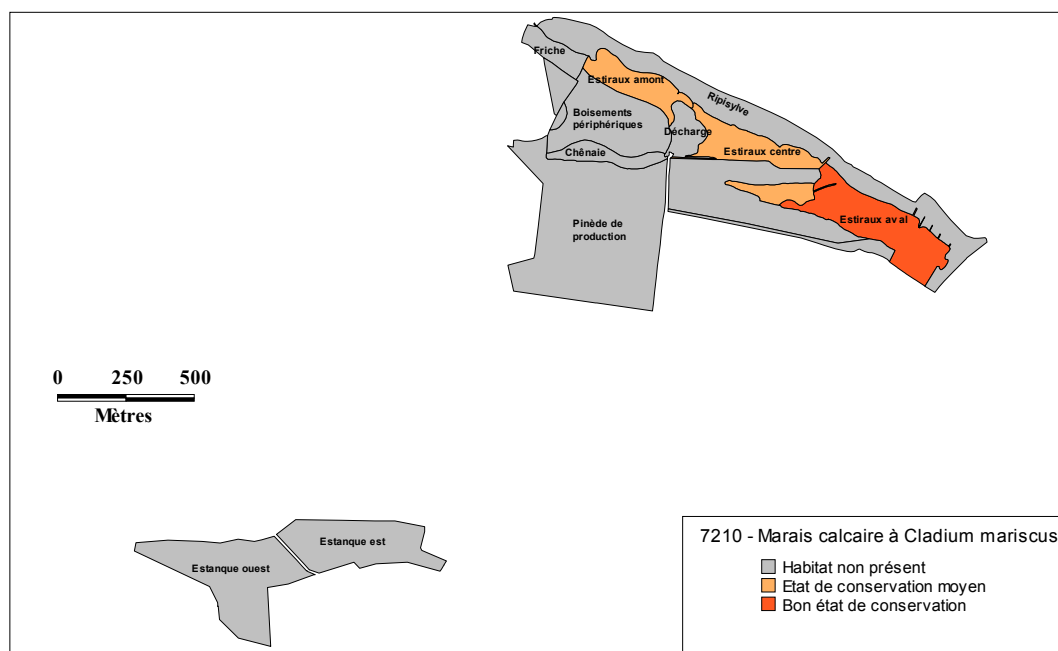 Friche
Estiraux amont
Ripisylve
Boisements
périphériques
Décharge
Estiraux centre
Chênaie
Estiraux aval
Pinède de
production
0 250 500
Mètres
Estanque est
Estanque ouest
7210 - Marais calcaire à Cladium mariscus
Habitat non présent
Etat de conservation moyen
Bon état de conservation